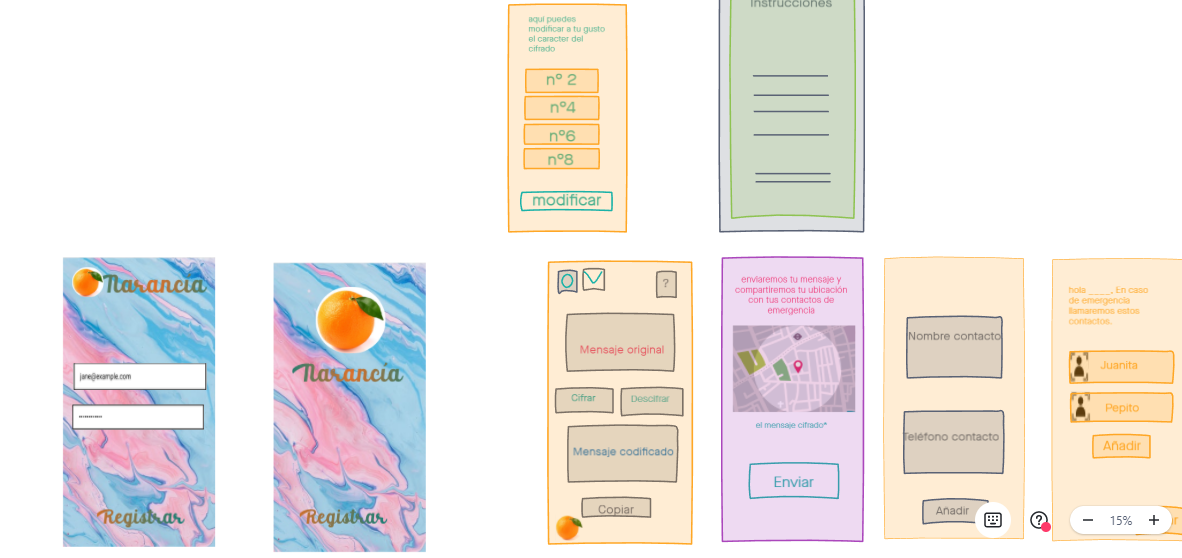 aquí puedes
modificar a tu gusto
el caracter del
cifrado
nº 2
nº4
nº6
nº8
modificar
Instrucciones
Narancia
jane@example.com
Registrar
Narancia
Registrar
?
Mensaje original
Cifrar
Descifrar
Mensaje codificado
Copiar
enviaremos tu mensaje y
compartiremos tu ubicación
con tus contactos de
emergencia
el mensaje cifrado*
Enviar
Nombre contacto
Teléfono contacto
Añadir
hola ____. En caso
de emergencia
llamaremos estos
contactos.
Juanita
Pepito
Añadir
15%